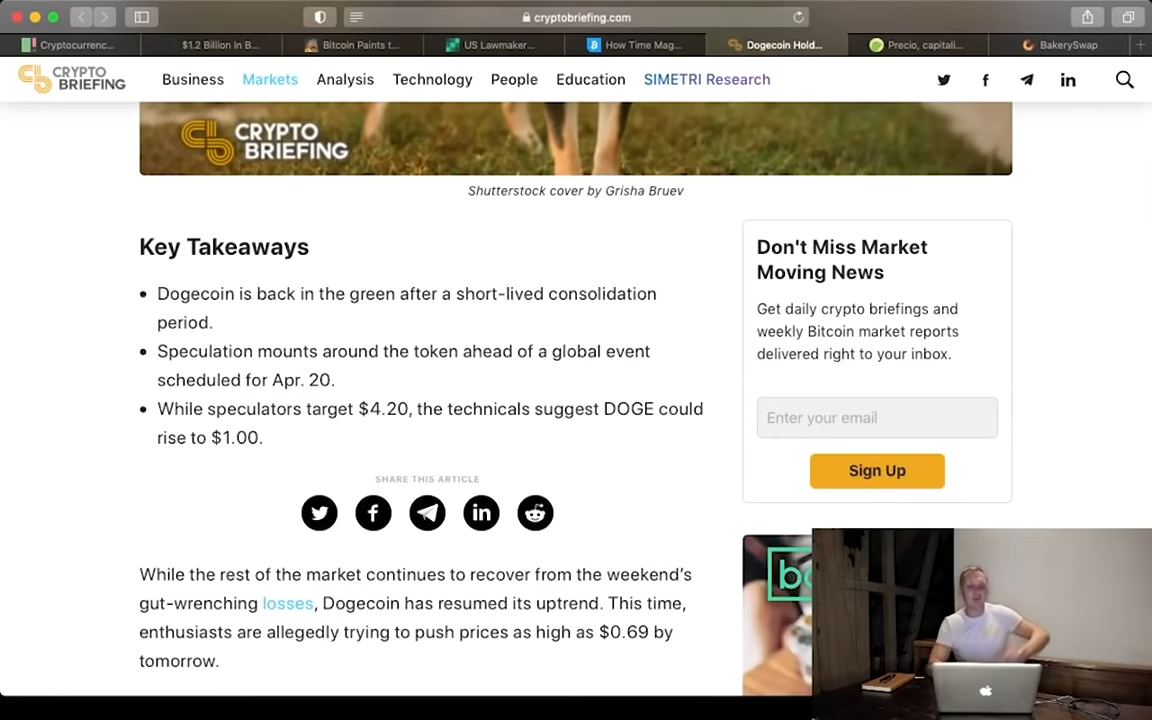 cryptobriefing.com
Cryptocurrenc...
$1.2 Billion In B...
Bitcoin Paints t...
US Lawmaker...
How Time Mag...
Dogecoin Hold...
Precio, capitali...
BakerySwap
CRYPTO
BRIEFING
Business
Markets
Analysis
Technology
People
Education
SIMETRI Research
CRYPTO
BRIEFING
Shutterstock cover by Grisha Bruev
Key Takeaways
• Dogecoin is back in the green after a short-lived consolidation
period.
• Speculation mounts around the token ahead of a global event
scheduled for Apr. 20.
• While speculators target $4.20, the technicals suggest DOGE could
rise to $1.00.
SHARE THIS ARTICLE
While the rest of the market continues to recover from the weekend's
gut-wrenching losses, Dogecoin has resumed its uptrend. This time,
enthusiasts are allegedly trying to push prices as high as $0.69 by
tomorrow.
Don't Miss Market
Moving News
Get daily crypto briefings and
weekly Bitcoin market reports
delivered right to your inbox.
Enter your email
Sign Up